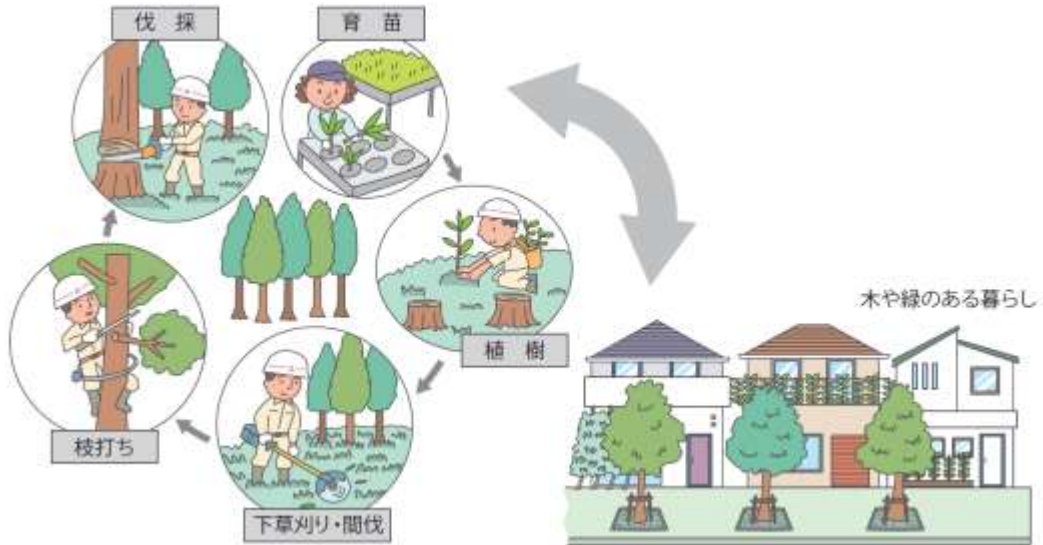 伐 採
育 苗
植 樹
木や緑のある暮らし
枝打ち
下草刈り・間伐